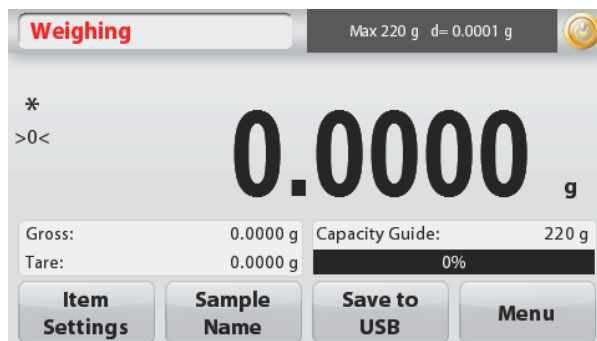 Weighing Max 220 g d= 0.0001 g
*
>0< 0.0000 g
Gross: 0.0000 g Capacity Guide: 220 g
Tare: 0.0000 g 0%
Item Settings Sample Name Save to USB Menu